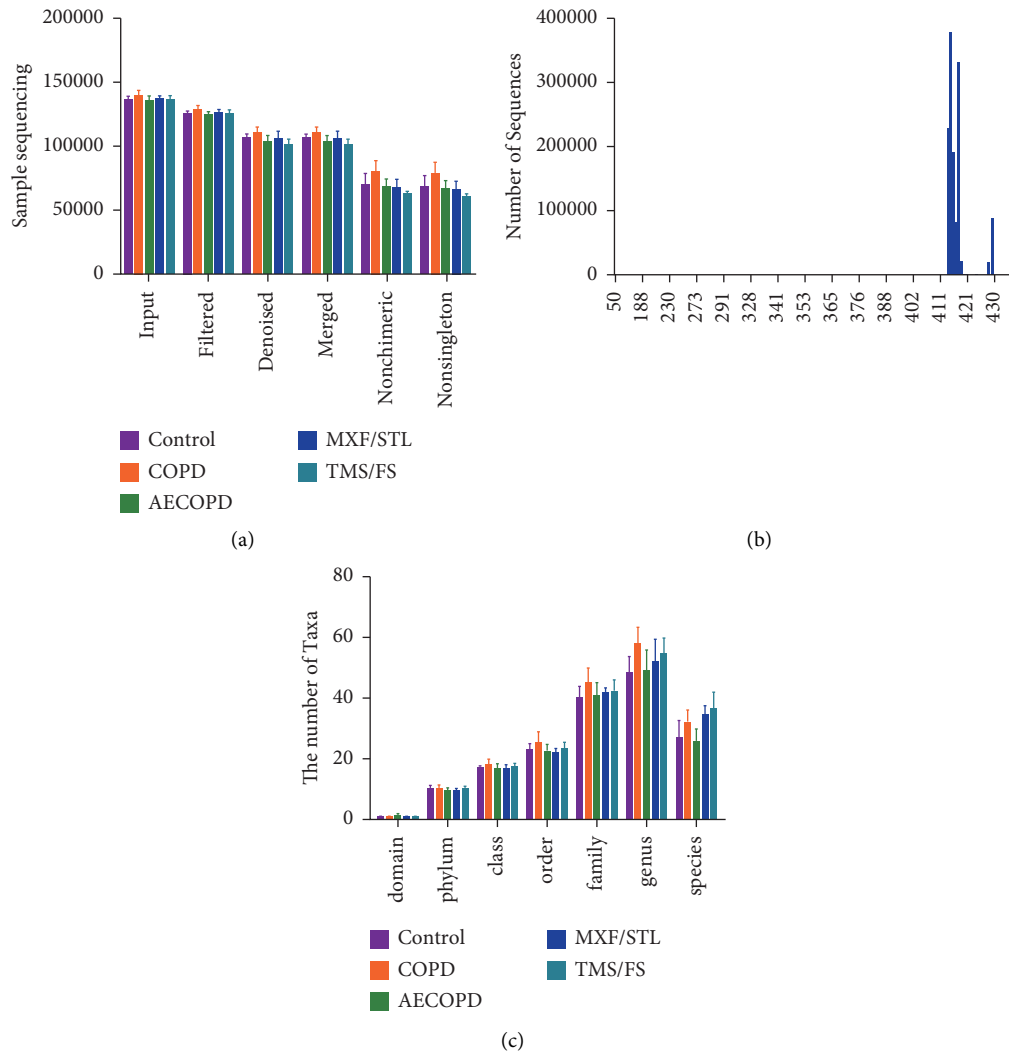 Sample sequencing
200000
150000
100000
50000
0
Input
Filtered
Denoised
Merged
Nonchimeric
Nonsingleton
Control
COPD
AECOPD
MXF/STL
TMS/FS
(a)
Number of Sequences
400000
300000
200000
100000
0
50
188
230
273
291
328
341
353
365
376
388
402
411
421
430
(b)
The number of Taxa
80
60
40
20
0
domain
phylum
class
order
family
genus
species
Control
COPD
AECOPD
MXF/STL
TMS/FS
(c)